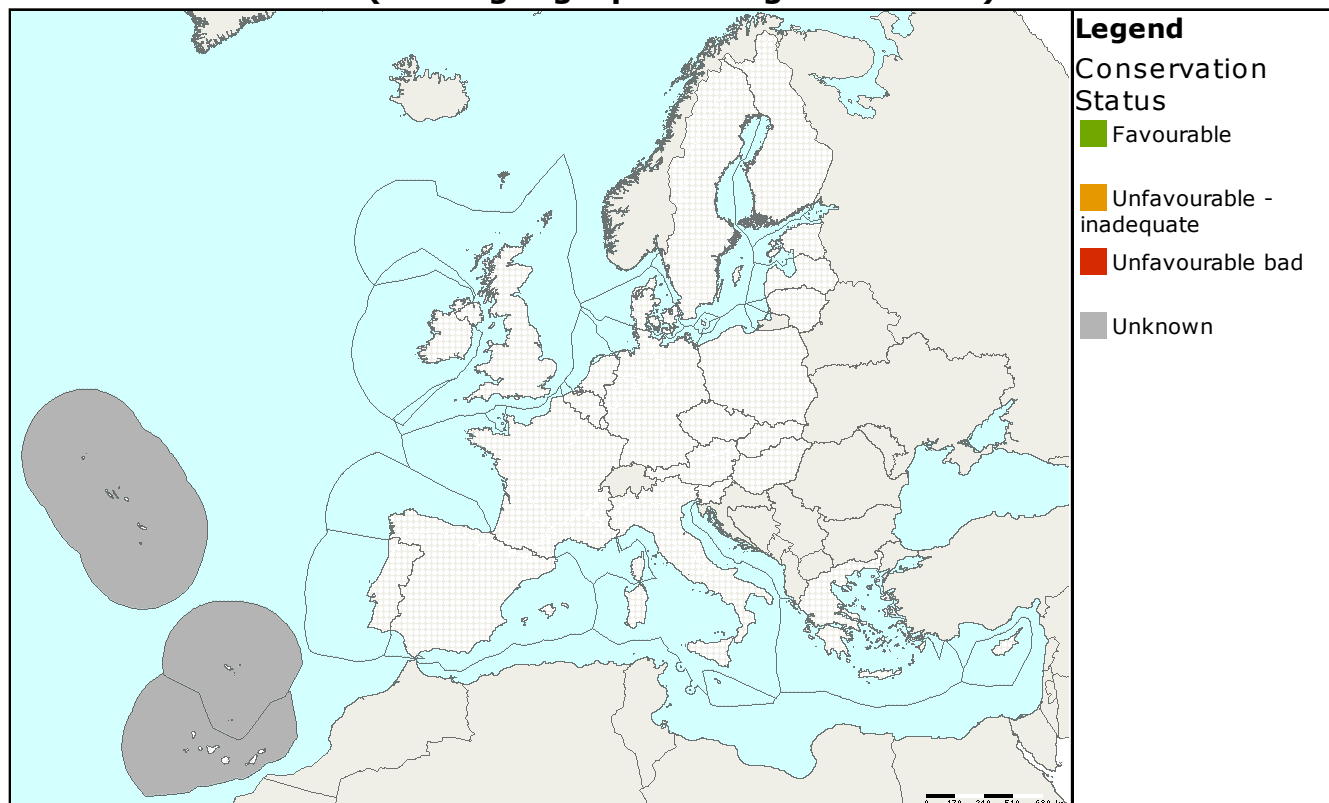 Legend
Conservation
Status
Favourable
Unfavourable -
inadequate
Unfavourable bad
Unknown